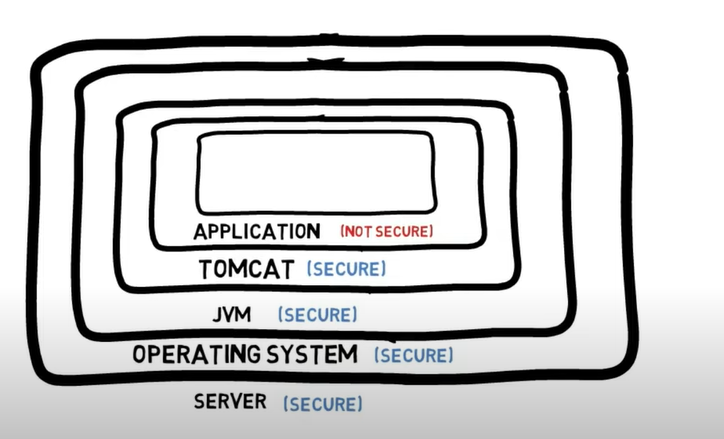 APPLICATION (NOT SECURE)
TOMCAT (SECURE)
JVM (SECURE)
OPERATING SYSTEM (SECURE)
SERVER (SECURE)